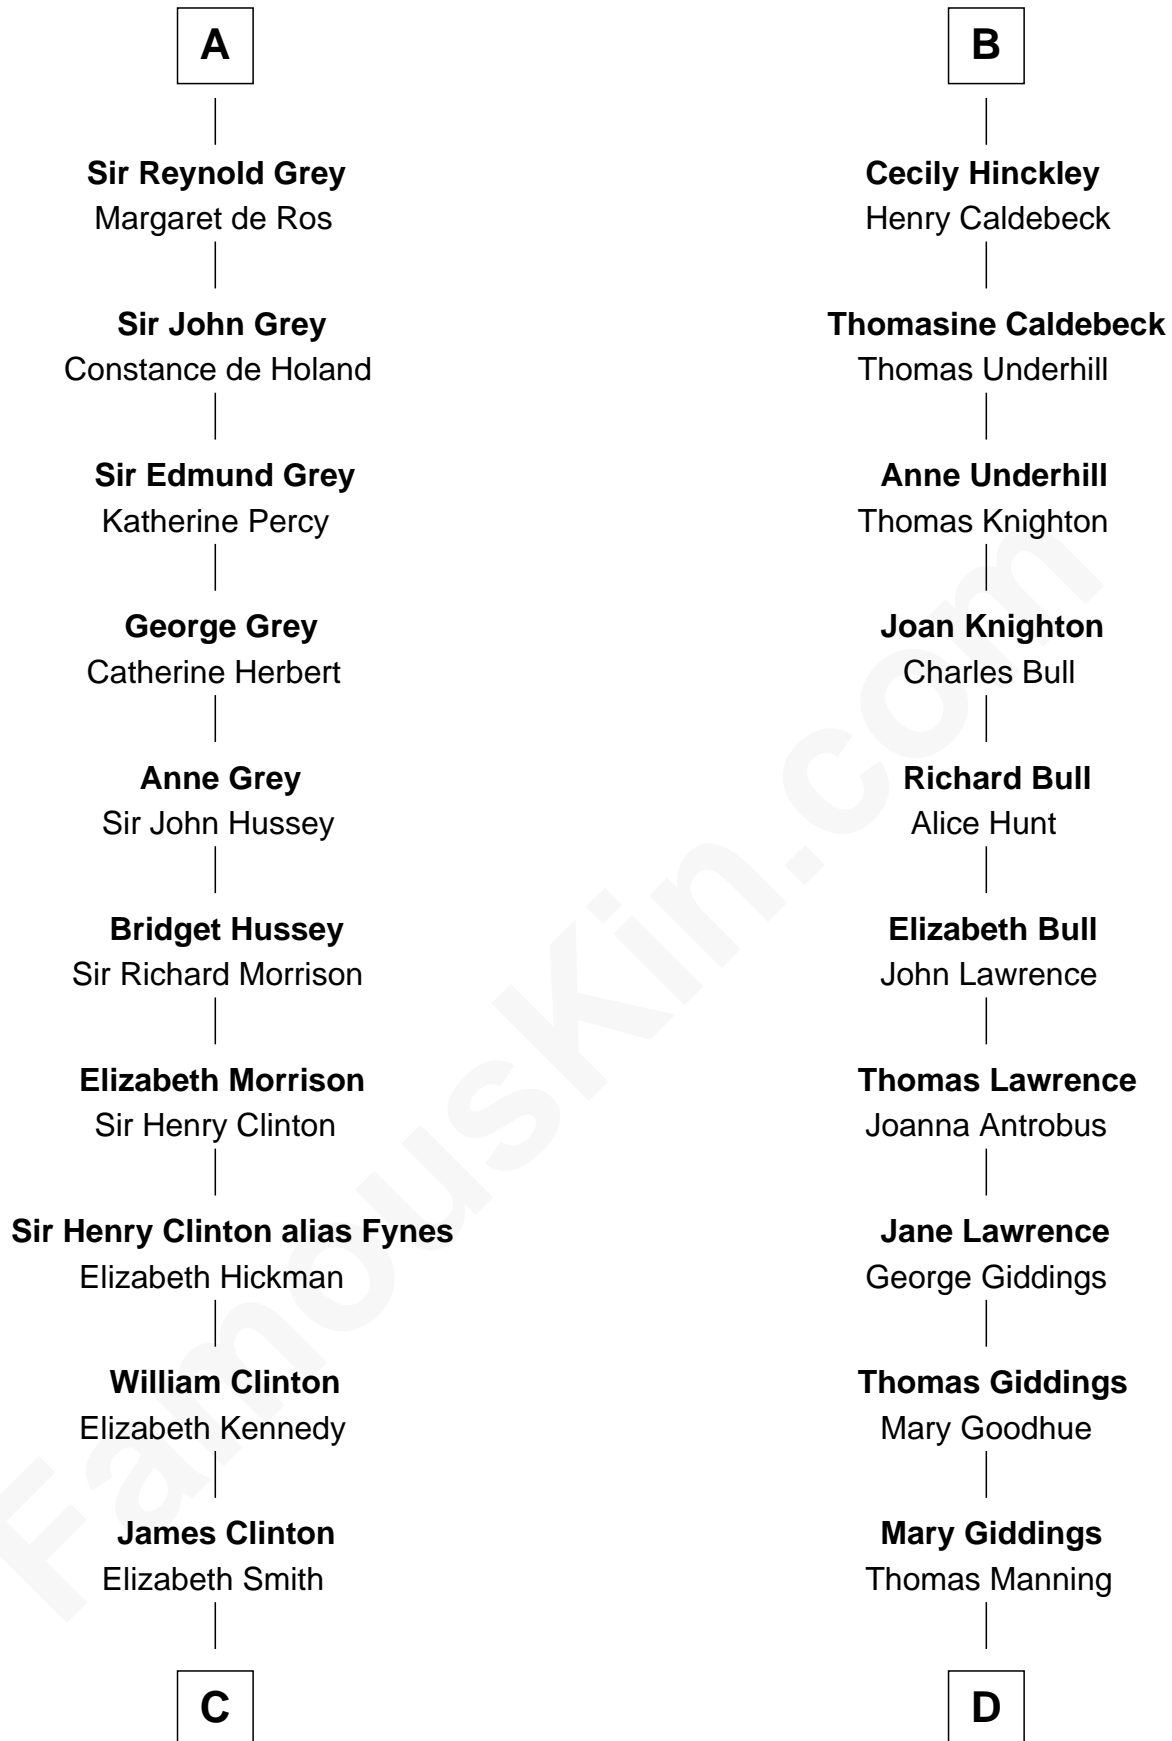 A
Sir Reynold Grey
Margaret de Ros
Sir John Grey
Constance de Holand
Sir Edmund Grey
Katherine Percy
George Grey
Catherine Herbert
Anne Grey
Sir John Hussey
Bridget Hussey
Sir Richard Morrison
Elizabeth Morrison
Sir Henry Clinton
Sir Henry Clinton alias Fynes
Elizabeth Hickman
William Clinton
Elizabeth Kennedy
James Clinton
Elizabeth Smith
C
B
Cecily Hinckley
Henry Caldebeck
Thomasine Caldebeck
Thomas Underhill
Anne Underhill
Thomas Knighton
Joan Knighton
Charles Bull
Richard Bull
Alice Hunt
Elizabeth Bull
John Lawrence
Thomas Lawrence
Joanna Antrobus
Jane Lawrence
George Giddings
Thomas Giddings
Mary Goodhue
Mary Giddings
Thomas Manning
D
FamousKin.com